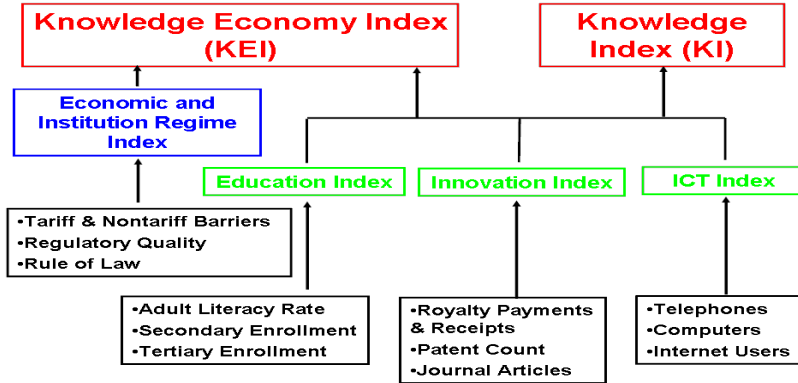 Knowledge Economy Index
(KEI)
Knowledge
Index (KI)
Economic and
Institution Regime
Index
Education Index
Innovation Index
ICT Index
•Tariff & Nontariff Barriers
•Regulatory Quality
•Rule of Law
•Adult Literacy Rate
•Secondary Enrollment
•Tertiary Enrollment
•Royalty Payments
& Receipts
•Patent Count
•Journal Articles
•Telephones
•Computers
•Internet Users